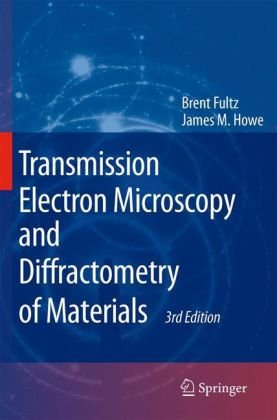 Brent Fultz
James M. Howe
Transmission
Electron Microscopy
and
Diffractometry
of Materials 3rd Edition
Springer